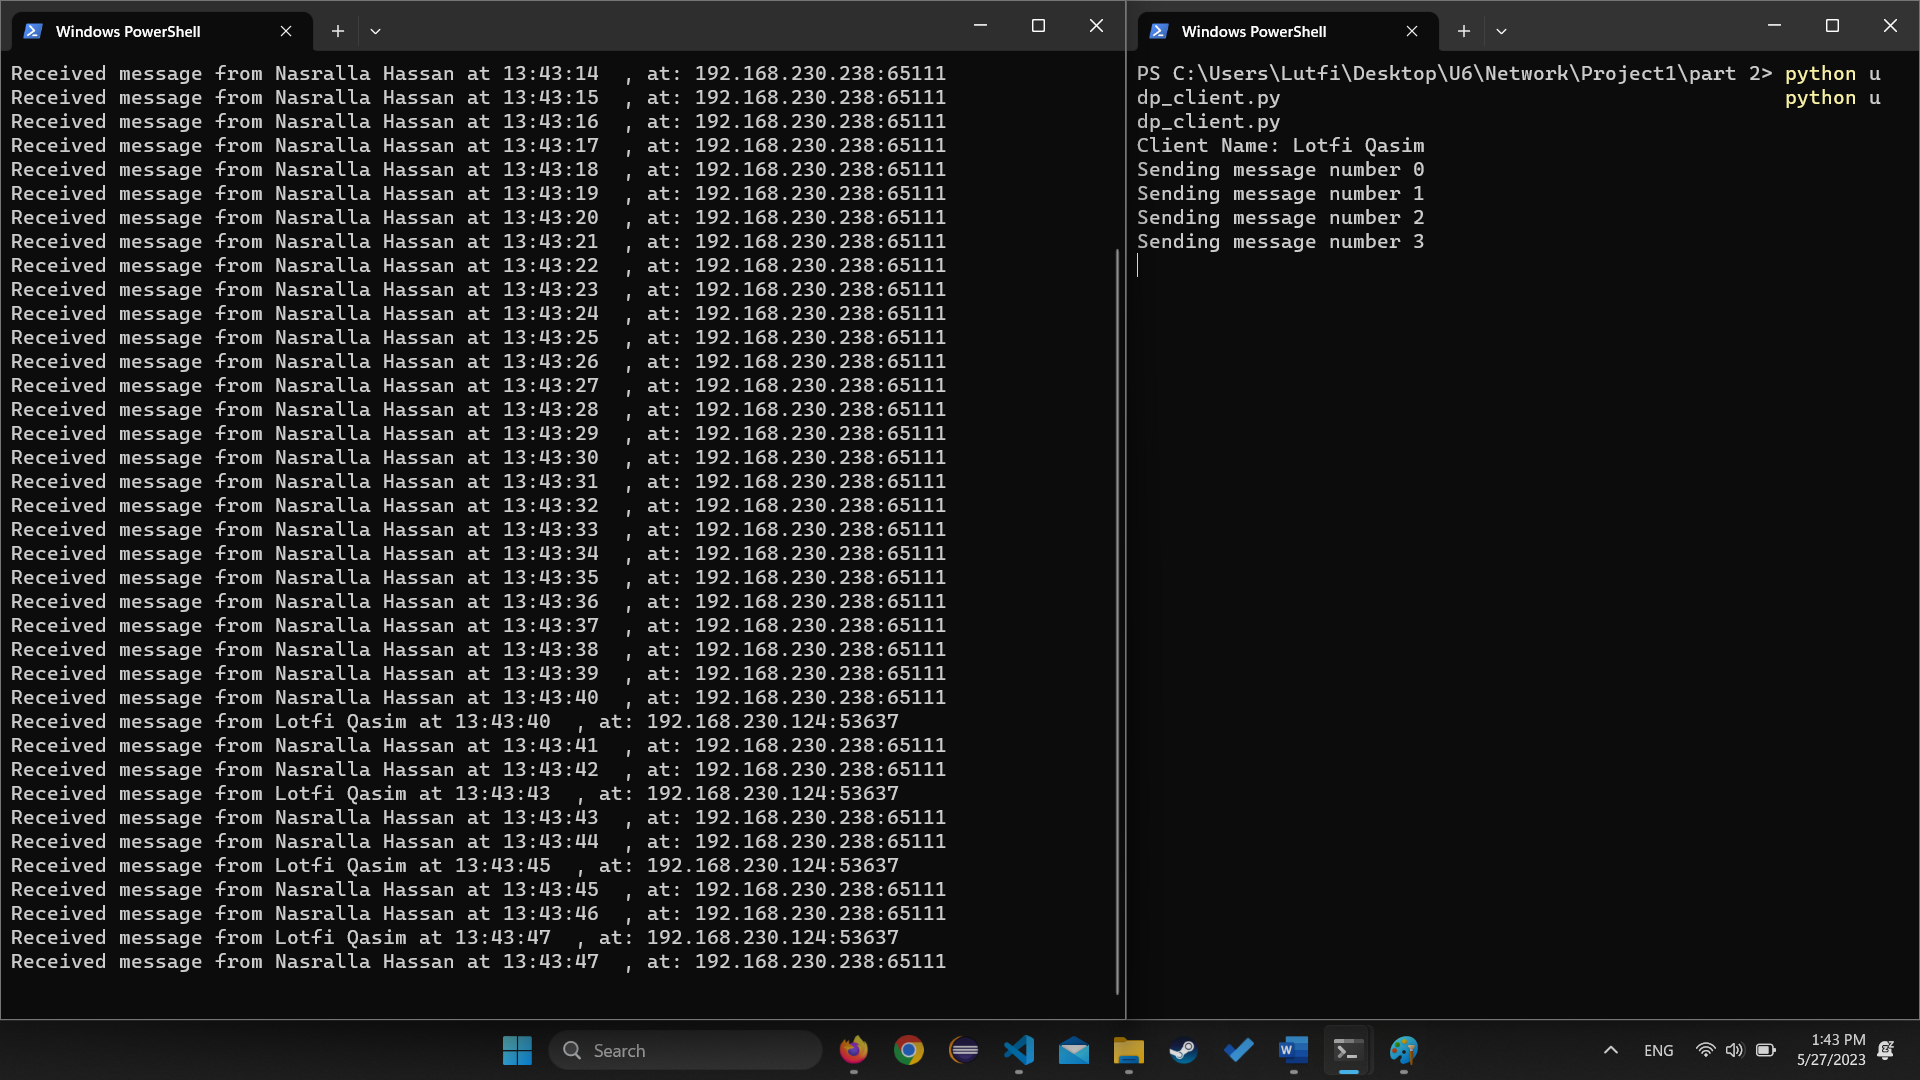 Windows PowerShell
Received message from Nasralla Hassan at 13:43:14  , at: 192.168.230.238:65111
Received message from Nasralla Hassan at 13:43:15  , at: 192.168.230.238:65111
Received message from Nasralla Hassan at 13:43:16  , at: 192.168.230.238:65111
Received message from Nasralla Hassan at 13:43:17  , at: 192.168.230.238:65111
Received message from Nasralla Hassan at 13:43:18  , at: 192.168.230.238:65111
Received message from Nasralla Hassan at 13:43:19  , at: 192.168.230.238:65111
Received message from Nasralla Hassan at 13:43:20  , at: 192.168.230.238:65111
Received message from Nasralla Hassan at 13:43:21  , at: 192.168.230.238:65111
Received message from Nasralla Hassan at 13:43:22  , at: 192.168.230.238:65111
Received message from Nasralla Hassan at 13:43:23  , at: 192.168.230.238:65111
Received message from Nasralla Hassan at 13:43:24  , at: 192.168.230.238:65111
Received message from Nasralla Hassan at 13:43:25  , at: 192.168.230.238:65111
Received message from Nasralla Hassan at 13:43:26  , at: 192.168.230.238:65111
Received message from Nasralla Hassan at 13:43:27  , at: 192.168.230.238:65111
Received message from Nasralla Hassan at 13:43:28  , at: 192.168.230.238:65111
Received message from Nasralla Hassan at 13:43:29  , at: 192.168.230.238:65111
Received message from Nasralla Hassan at 13:43:30  , at: 192.168.230.238:65111
Received message from Nasralla Hassan at 13:43:31  , at: 192.168.230.238:65111
Received message from Nasralla Hassan at 13:43:32  , at: 192.168.230.238:65111
Received message from Nasralla Hassan at 13:43:33  , at: 192.168.230.238:65111
Received message from Nasralla Hassan at 13:43:34  , at: 192.168.230.238:65111
Received message from Nasralla Hassan at 13:43:35  , at: 192.168.230.238:65111
Received message from Nasralla Hassan at 13:43:36  , at: 192.168.230.238:65111
Received message from Nasralla Hassan at 13:43:37  , at: 192.168.230.238:65111
Received message from Nasralla Hassan at 13:43:38  , at: 192.168.230.238:65111
Received message from Nasralla Hassan at 13:43:39  , at: 192.168.230.238:65111
Received message from Nasralla Hassan at 13:43:40  , at: 192.168.230.238:65111
Received message from Lotfi Qasim at 13:43:40  , at: 192.168.230.124:53637
Received message from Nasralla Hassan at 13:43:41  , at: 192.168.230.238:65111
Received message from Nasralla Hassan at 13:43:42  , at: 192.168.230.238:65111
Received message from Lotfi Qasim at 13:43:43  , at: 192.168.230.124:53637
Received message from Nasralla Hassan at 13:43:43  , at: 192.168.230.238:65111
Received message from Nasralla Hassan at 13:43:44  , at: 192.168.230.238:65111
Received message from Lotfi Qasim at 13:43:45  , at: 192.168.230.124:53637
Received message from Nasralla Hassan at 13:43:45  , at: 192.168.230.238:65111
Received message from Nasralla Hassan at 13:43:46  , at: 192.168.230.238:65111
Received message from Lotfi Qasim at 13:43:47  , at: 192.168.230.124:53637
Received message from Nasralla Hassan at 13:43:47  , at: 192.168.230.238:65111
Windows PowerShell
PS C:\Users\Lutfi\Desktop\U6\Network\Project1\part 2> python u
dp_client.py python u
dp_client.py
Client Name: Lotfi Qasim
Sending message number 0
Sending message number 1
Sending message number 2
Sending message number 3
Search
W
ENG
1:43 PM
5/27/2023